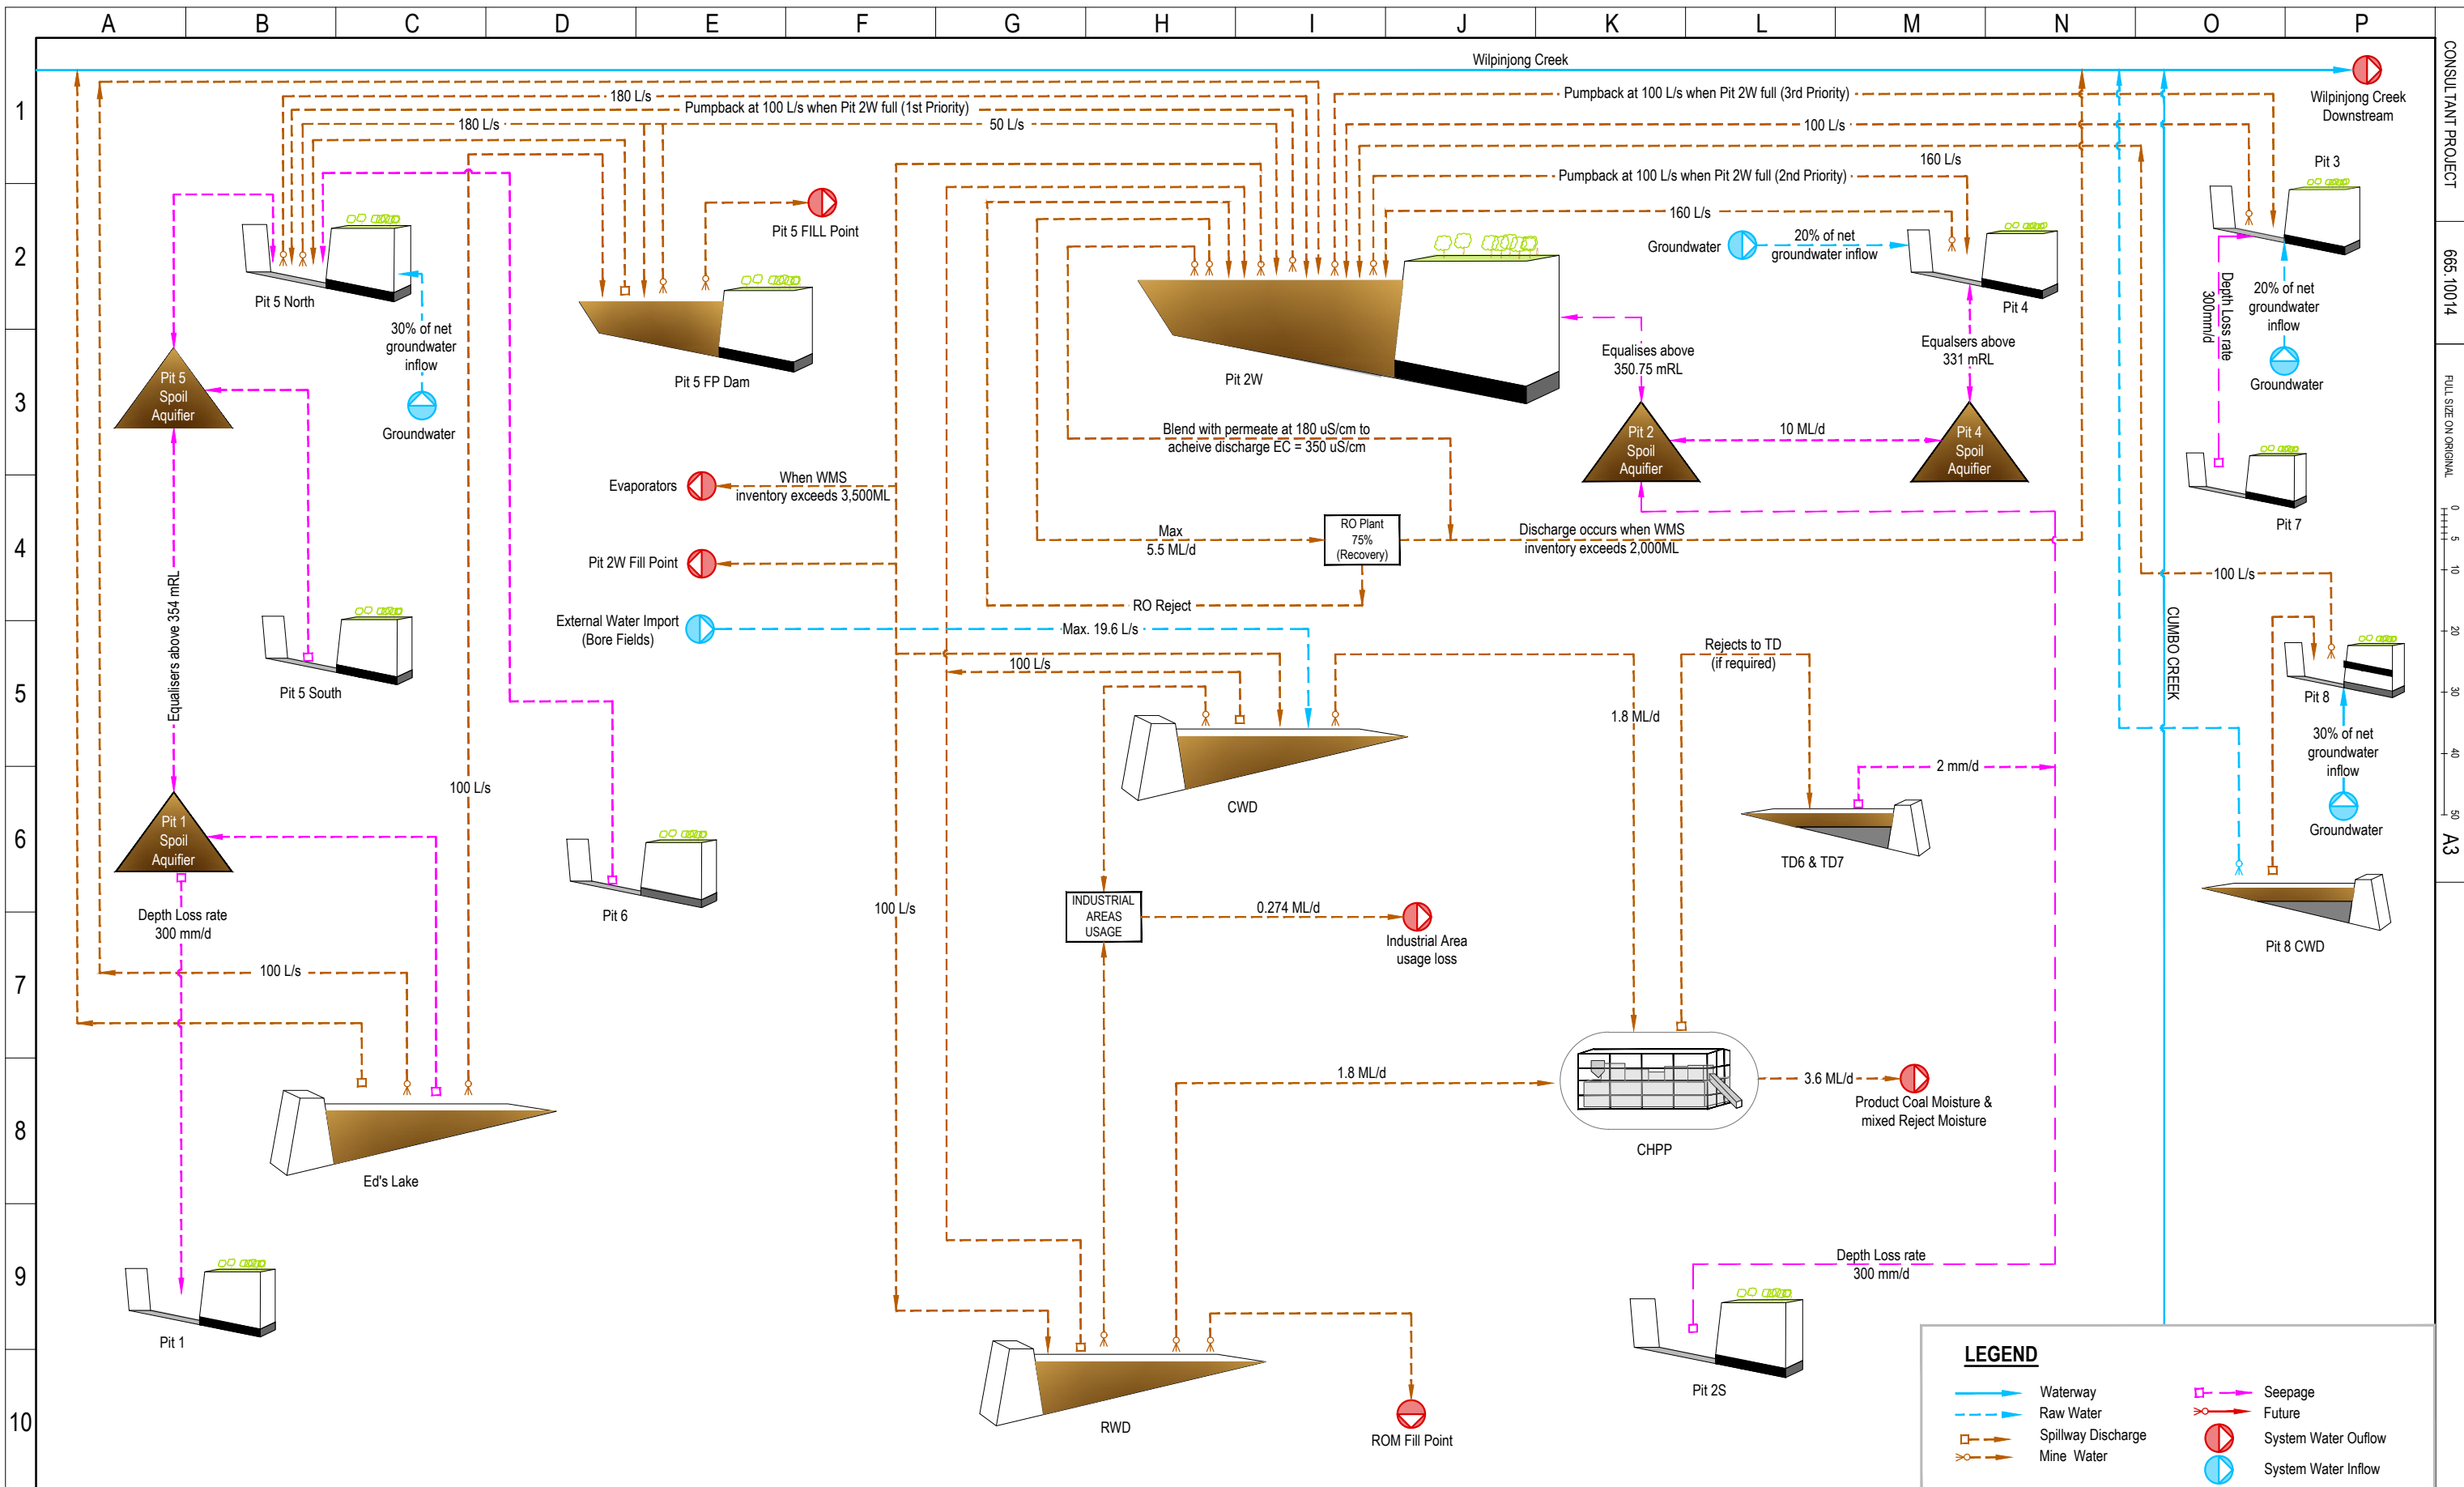 A B C D E F G H I J K L M N O P
CONSULTANT PROJECT
665.10014
FULL SIZE ON ORIGINAL
0
5
10
20
30
40
50
A3
1
2
3
4
5
6
7
8
9
10
Wilpinjong Creek
Wilpinjong Creek
Downstream
180 L/s
Pumpback at 100 L/s when Pit 2W full (1st Priority)
180 L/s
50 L/s
Pumpback at 100 L/s when Pit 2W full (3rd Priority)
100 L/s
160 L/s
Pumpback at 100 L/s when Pit 2W full (2nd Priority)
160 L/s
Pit 3
Pit 5 FILL Point
Groundwater
20% of net
groundwater inflow
Pit 4
Pit 5 North
Depth Loss rate
300mm/d
20% of net
groundwater
inflow
Groundwater
30% of net
groundwater
inflow
Groundwater
Pit 5
Spoil
Aquifier
Pit 5 FP Dam
Pit 2W
Equalises above
350.75 mRL
Equalsers above
331 mRL
Blend with permeate at 180 uS/cm to
acheive discharge EC = 350 uS/cm
Pit 2
Spoil
Aquifier
10 ML/d
Pit 4
Spoil
Aquifier
Evaporators
When WMS
inventory exceeds 3,500ML
Pit 7
Max
5.5 ML/d
RO Plant
75%
(Recovery)
Discharge occurs when WMS
inventory exceeds 2,000ML
Pit 2W Fill Point
100 L/s
RO Reject
External Water Import
(Bore Fields)
Max. 19.6 L/s
Equalisers above 354 mRL
CUMBO CREEK
100 L/s
Rejects to TD
(if required)
Pit 5 South
Pit 8
1.8 ML/d
30% of net
groundwater
inflow
Groundwater
2 mm/d
100 L/s
CWD
Pit 1
Spoil
Aquifier
TD6 & TD7
Pit 6
Depth Loss rate
300 mm/d
100 L/s
INDUSTRIAL
AREAS
USAGE
0.274 ML/d
Industrial Area
usage loss
Pit 8 CWD
100 L/s
1.8 ML/d
3.6 ML/d
Product Coal Moisture &
mixed Reject Moisture
CHPP
Ed's Lake
Depth Loss rate
300 mm/d
Pit 1
Pit 2S
RWD
ROM Fill Point
LEGEND
Waterway
Raw Water
Spillway Discharge
Mine Water
Seepage
Future
System Water Ouflow
System Water Inflow